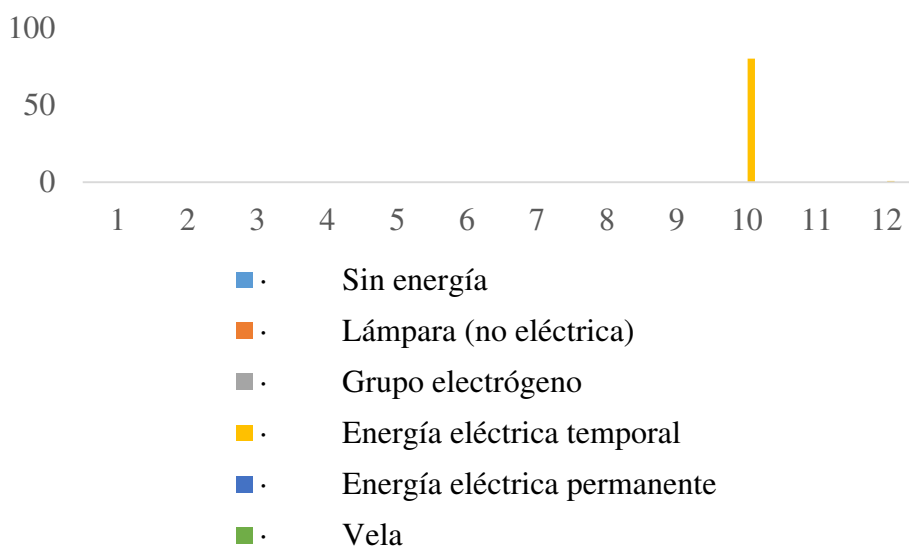 100
50
0
1 2 3 4 5 6 7 8 9 10 11 12
· Sin energía
· Lámpara (no eléctrica)
· Grupo electrógeno
· Energía eléctrica temporal
· Energía eléctrica permanente
· Vela